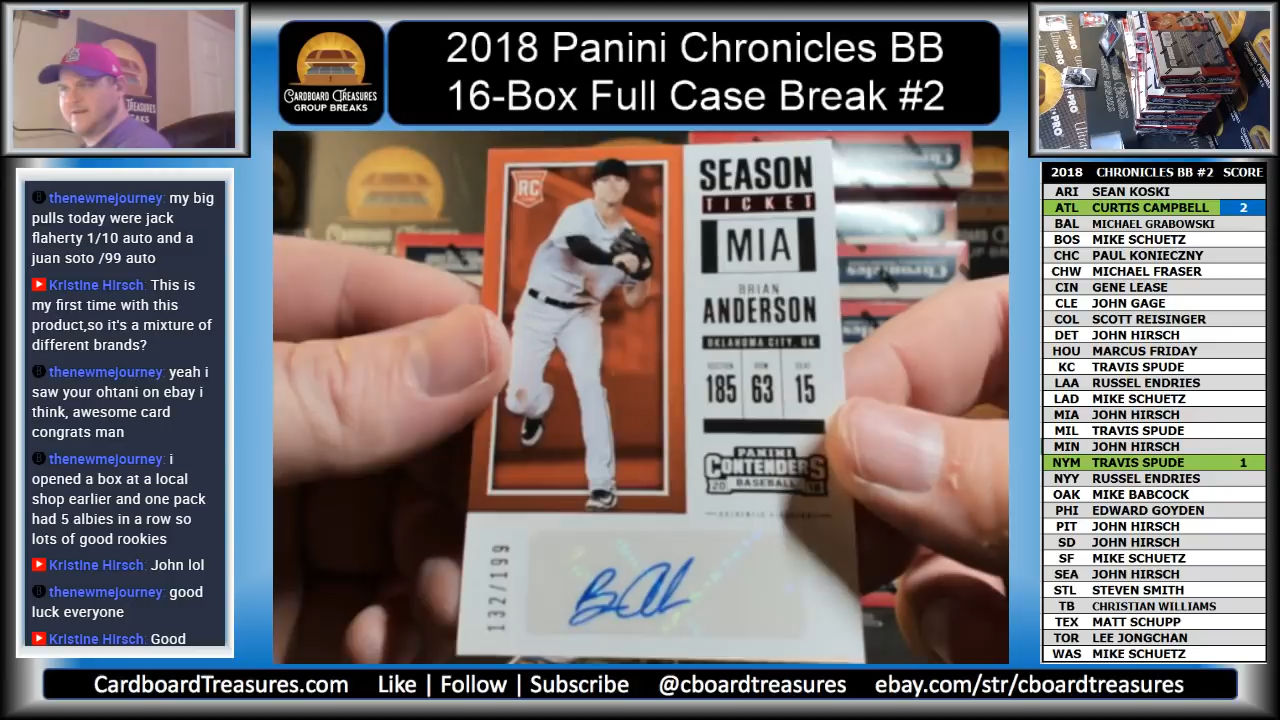 2018 Panini Chronicles BB
16-Box Full Case Break #2
CARDBOARD TREASURES
GROUP BREAKS
thenewmejourney: my big
pulls today were jack
flaherty 1/10 auto and a
juan soto /99 auto
Kristine Hirsch: This is
my first time with this
product,so it's a mixture of
different brands?
thenewmejourney: yeah i
saw your ohtani on ebay i
think, awesome card
congrats man
thenewmejourney: i
opened a box at a local
shop earlier and one pack
had 5 albies in a row so
lots of good rookies
Kristine Hirsch: John lol
thenewmejourney: good
luck everyone
Kristine Hirsch: Good
RC
SEASON
TICKET
MIA
BRIAN
ANDERSON
OKLAHOMA CITY, OK
185 63 15
PANINI
CONTENDERS
BASEBALL
132/199
2018 CHRONICLES BB #2 SCORE
ARI SEAN KOSKI
ATL CURTIS CAMPBELL 2
BAL MICHAEL GRABOWSKI
BOS MIKE SCHUETZ
CHC PAUL KONIECZNY
CHW MICHAEL FRASER
CIN GENE LEASE
CLE JOHN GAGE
COL SCOTT REISINGER
DET JOHN HIRSCH
HOU MARCUS FRIDAY
KC TRAVIS SPUDE
LAA RUSSEL ENDRIES
LAD MIKE SCHUETZ
MIA JOHN HIRSCH
MIL TRAVIS SPUDE
MIN JOHN HIRSCH
NYM TRAVIS SPUDE 1
NYY RUSSEL ENDRIES
OAK MIKE BABCOCK
PHI EDWARD GOYDEN
PIT JOHN HIRSCH
SD JOHN HIRSCH
SF MIKE SCHUETZ
SEA JOHN HIRSCH
STL STEVEN SMITH
TB CHRISTIAN WILLIAMS
TEX MATT SCHUPP
TOR LEE JONGCHAN
WAS MIKE SCHUETZ
CardboardTreasures.com Like | Follow | Subscribe @cboardtreasures ebay.com/str/cboardtreasures